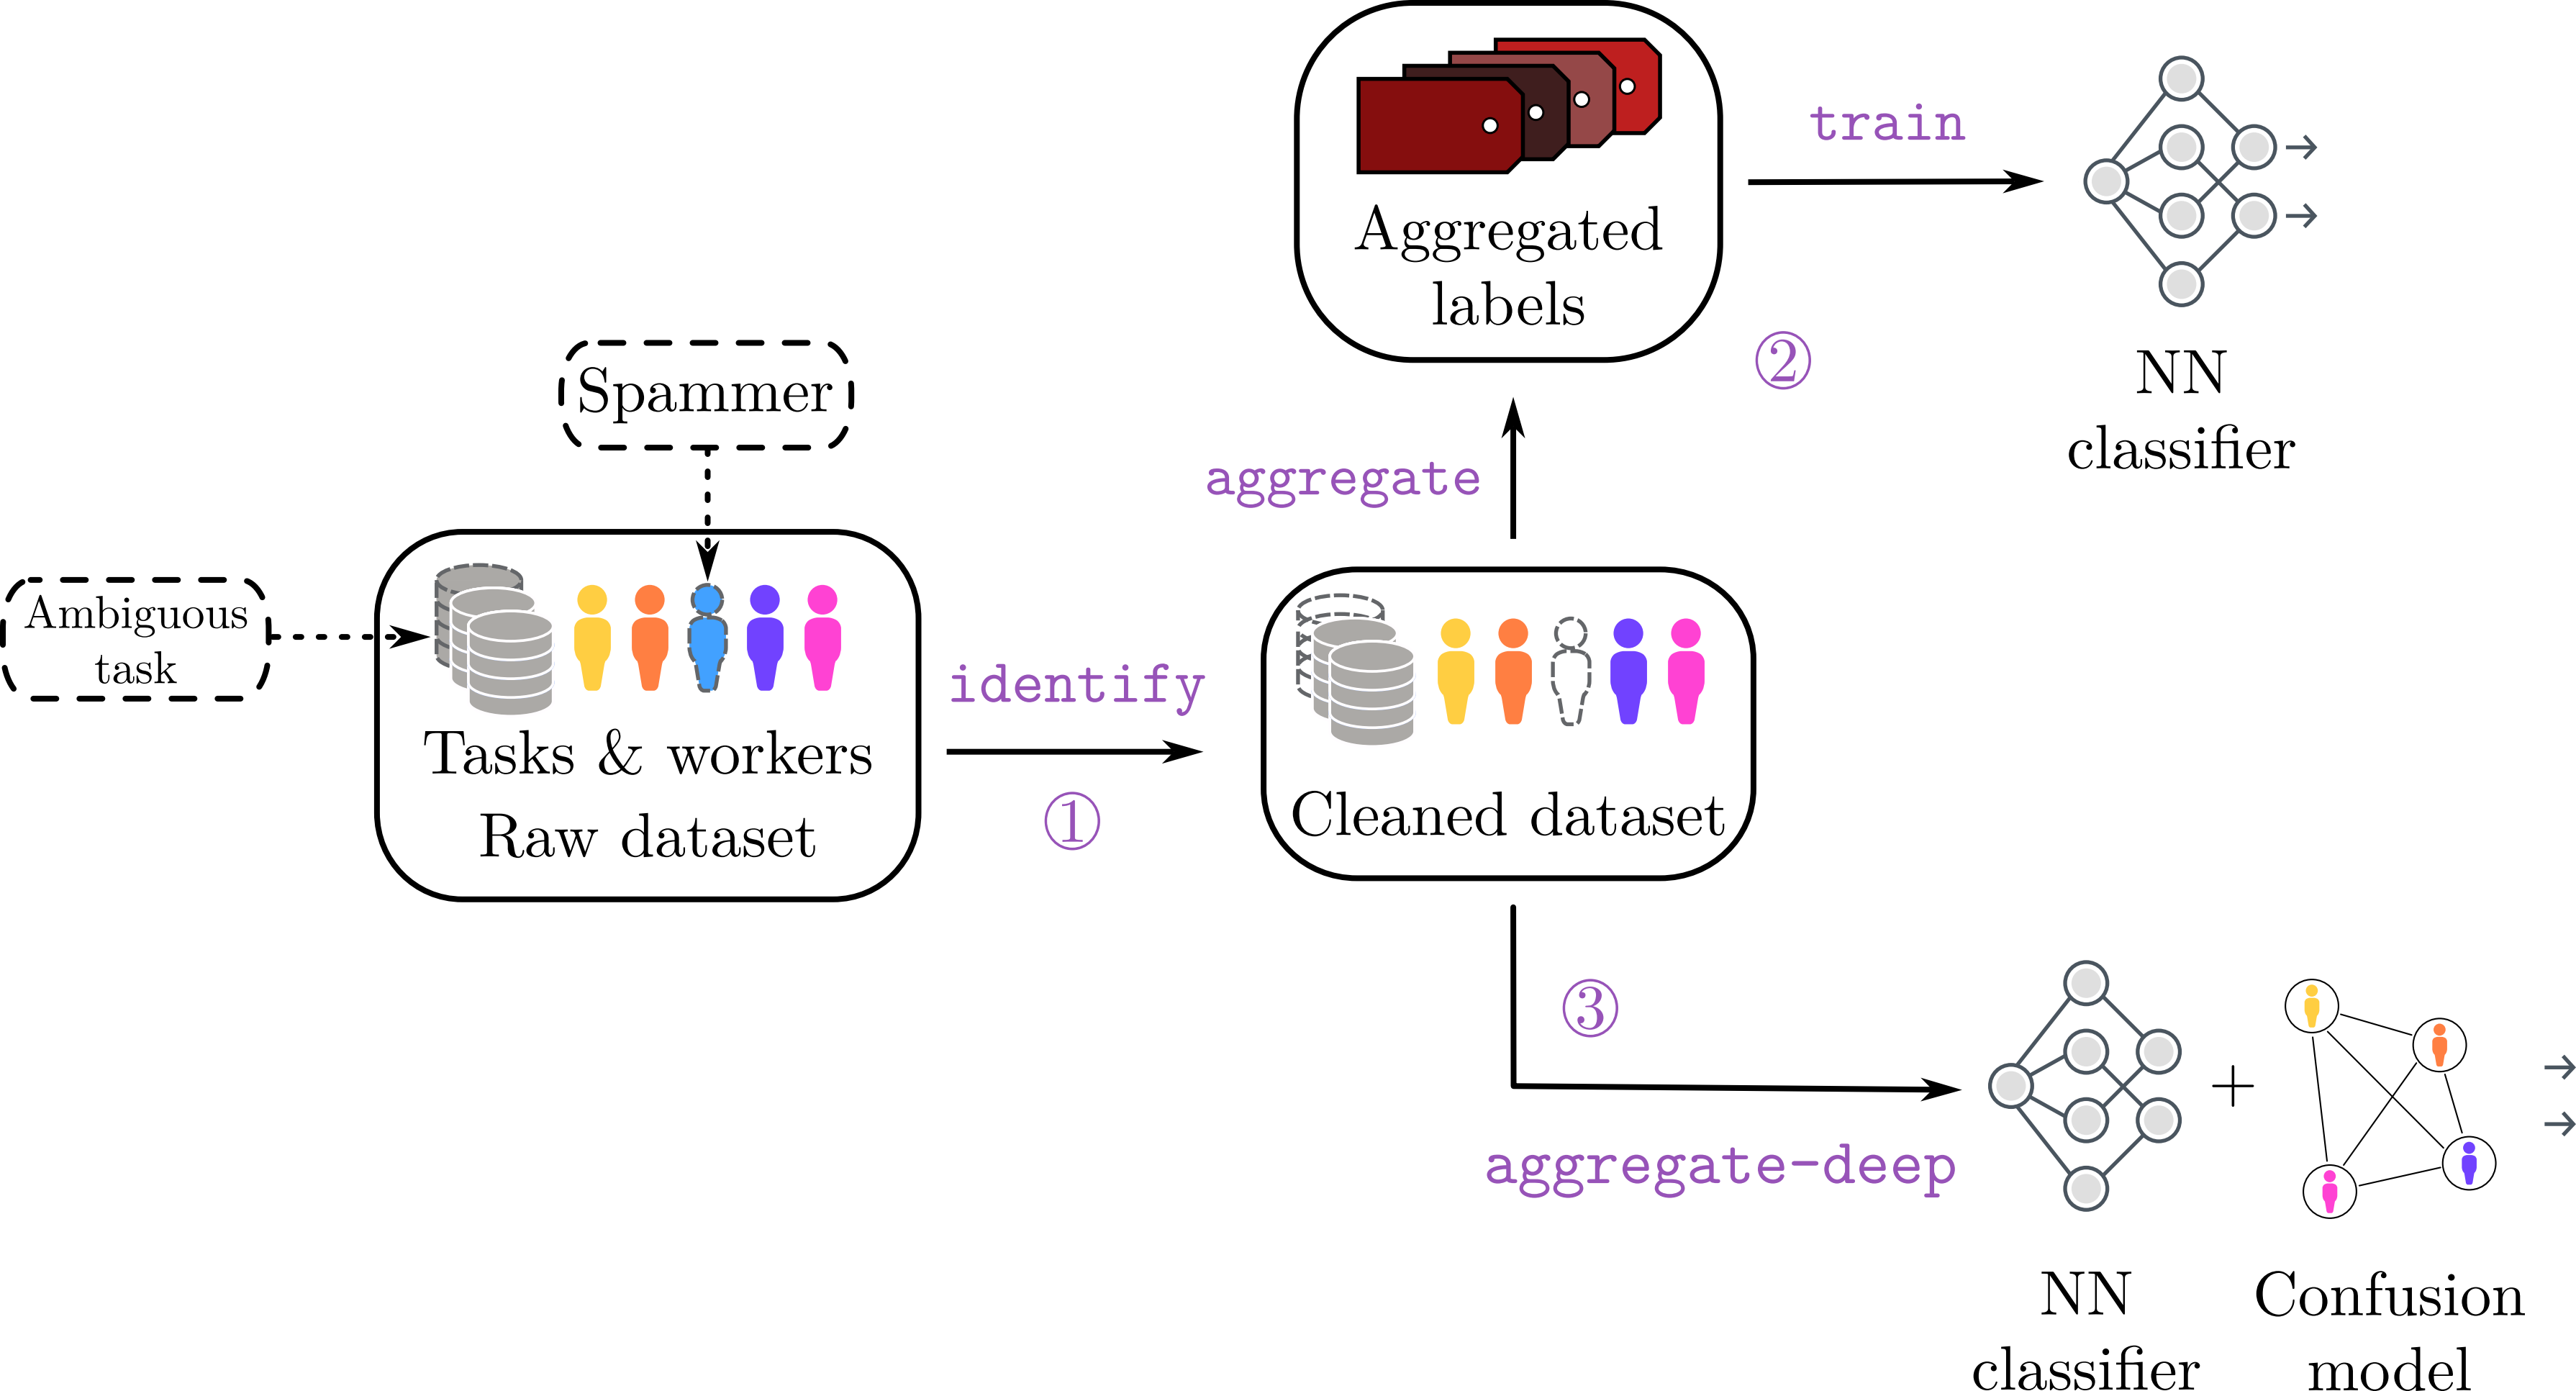 Aggregated
labels
train
②
NN
classifier
Spammer
Ambiguous
task
Tasks & workers
Raw dataset
identify
①
aggregate
Cleaned dataset
③
aggregate-deep
+
NN
classifier
Confusion
model